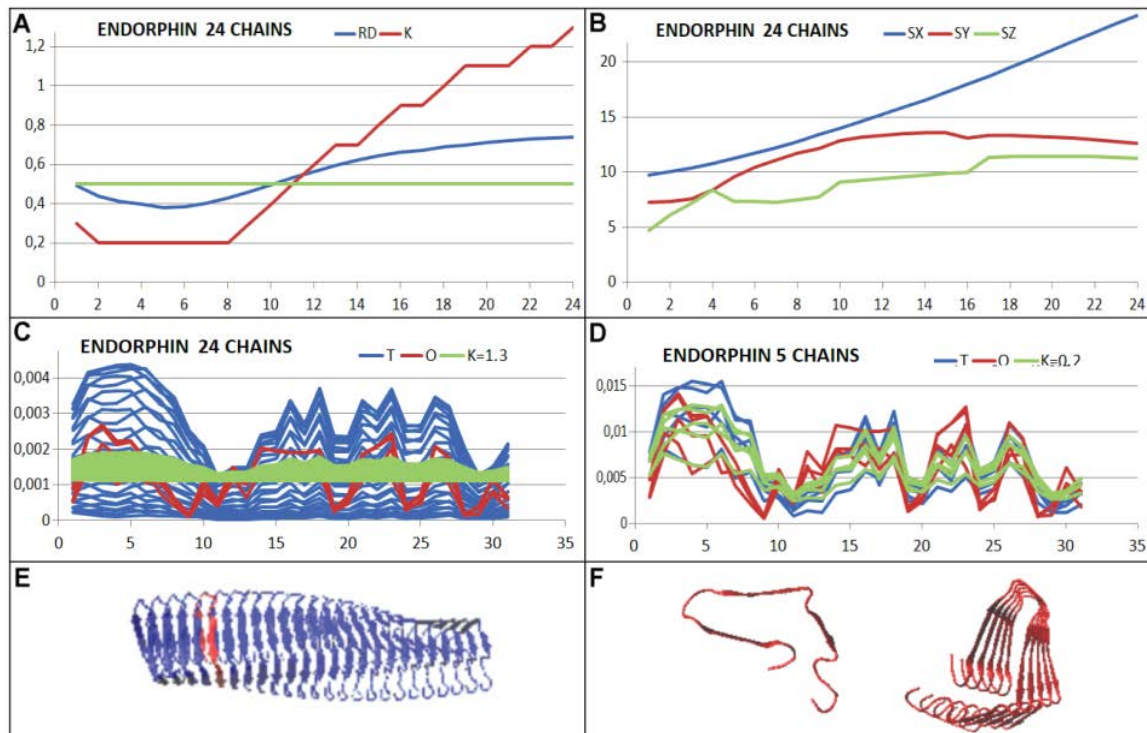 A
ENDORPHIN 24 CHAINS
RD K
1,2
1
0,8
0,6
0,4
0,2
0
0 2 4 6 8 10 12 14 16 18 20 22 24
B
ENDORPHIN 24 CHAINS
SX SY SZ
20
15
10
5
0
0 2 4 6 8 10 12 14 16 18 20 22 24
C
ENDORPHIN 24 CHAINS
T O K=1.3
0,004
0,003
0,002
0,001
0
0 5 10 15 20 25 30 35
D
ENDORPHIN 5 CHAINS
T O K=0.2
0,015
0,010
0,005
0
0 5 10 15 20 25 30 35
E
F